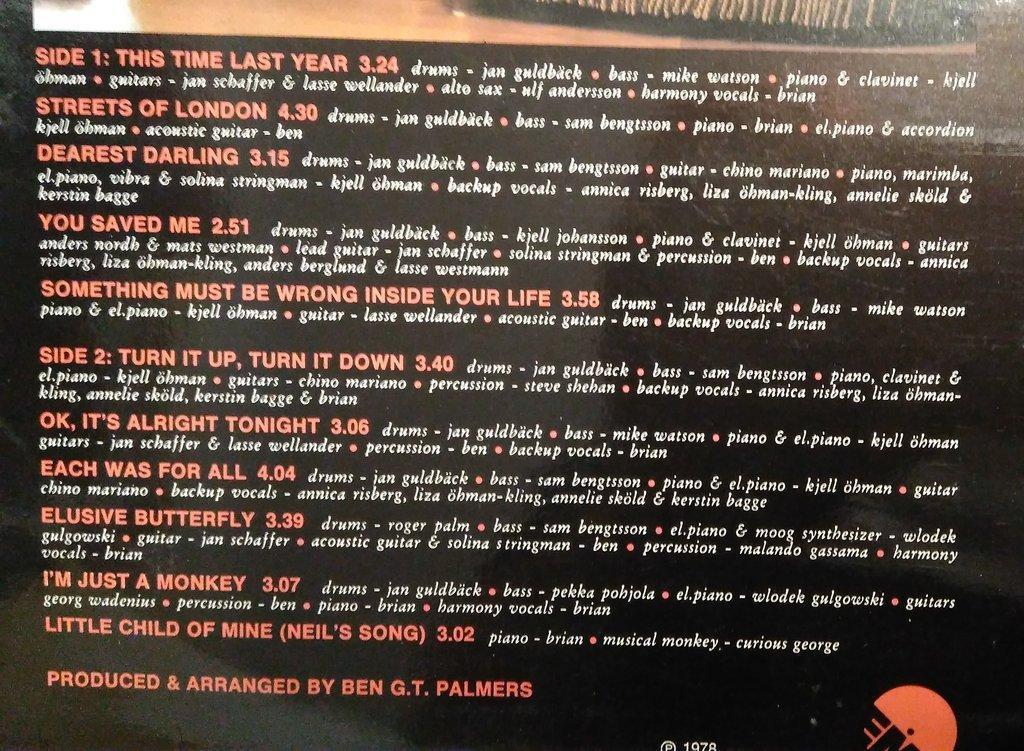 SIDE 1: THIS TIME LAST YEAR 3.24 drums - jan guldbäck • bass - mike watson • piano & clavinet - kjell
öhman • guitars - jan schaffer & lasse wellander • alto sax - ulf andersson • harmony vocals - brian
STREETS OF LONDON 4.30 drums - jan guldbäck • bass - sam bengtsson • piano - brian • el.piano & accordion
kjell öhman • acoustic guitar - ben
DEAREST DARLING 3.15 drums - jan guldbäck • bass - sam bengtsson • guitar - chino mariano • piano, marimba,
el.piano, vibra & solina stringman - kjell öhman • backup vocals - annica risberg, liza öhman-kling, annelie sköld &
kerstin bagge
YOU SAVED ME 2.51 drums - jan guldbäck • bass - kjell johansson • piano & clavinet - kjell öhman • guitars
anders nordh & mats westman • lead guitar - jan schaffer • solina stringman & percussion - ben • backup vocals - annica
risberg, liza öhman-kling, anders berglund & lasse westmann
SOMETHING MUST BE WRONG INSIDE YOUR LIFE 3.58 drums - jan guldbäck • bass - mike watson
piano & el.piano - kjell öhman • guitar - lasse wellander • acoustic guitar - ben • backup vocals - brian
SIDE 2: TURN IT UP, TURN IT DOWN 3.40 drums - jan guldbäck • bass - sam bengtsson • piano, clavinet &
el.piano - kjell öhman • guitars - chino mariano • percussion - steve shehan • backup vocals - annica risberg, liza öhman-
kling, annelie sköld, kerstin bagge & brian
OK, IT'S ALRIGHT TONIGHT 3.06 drums - jan guldbäck • bass - mike watson • piano & el.piano - kjell öhman
guitars - jan schaffer & lasse wellander • percussion - ben • backup vocals - brian
EACH WAS FOR ALL 4.04 drums - jan guldbäck • bass - sam bengtsson • piano & el.piano - kjell öhman • guitar
chino mariano • backup vocals - annica risberg, liza öhman-kling, annelie sköld & kerstin bagge
ELUSIVE BUTTERFLY 3.39 drums - roger palm • bass - sam bengtsson • el.piano & moog synthesizer - wlodek
gulgowski • guitar - jan schaffer • acoustic guitar & solina stringman - ben • percussion - malando gassama • harmony
vocals - brian
I'M JUST A MONKEY 3.07 drums - jan guldbäck • bass - pekka pohjola • el.piano - wlodek gulgowski • guitars
georg wadenius • percussion - ben • piano - brian • harmony vocals - brian
LITTLE CHILD OF MINE (NEIL'S SONG) 3.02 piano - brian • musical monkey - curious george
PRODUCED & ARRANGED BY BEN G.T. PALMERS
℗ 1978